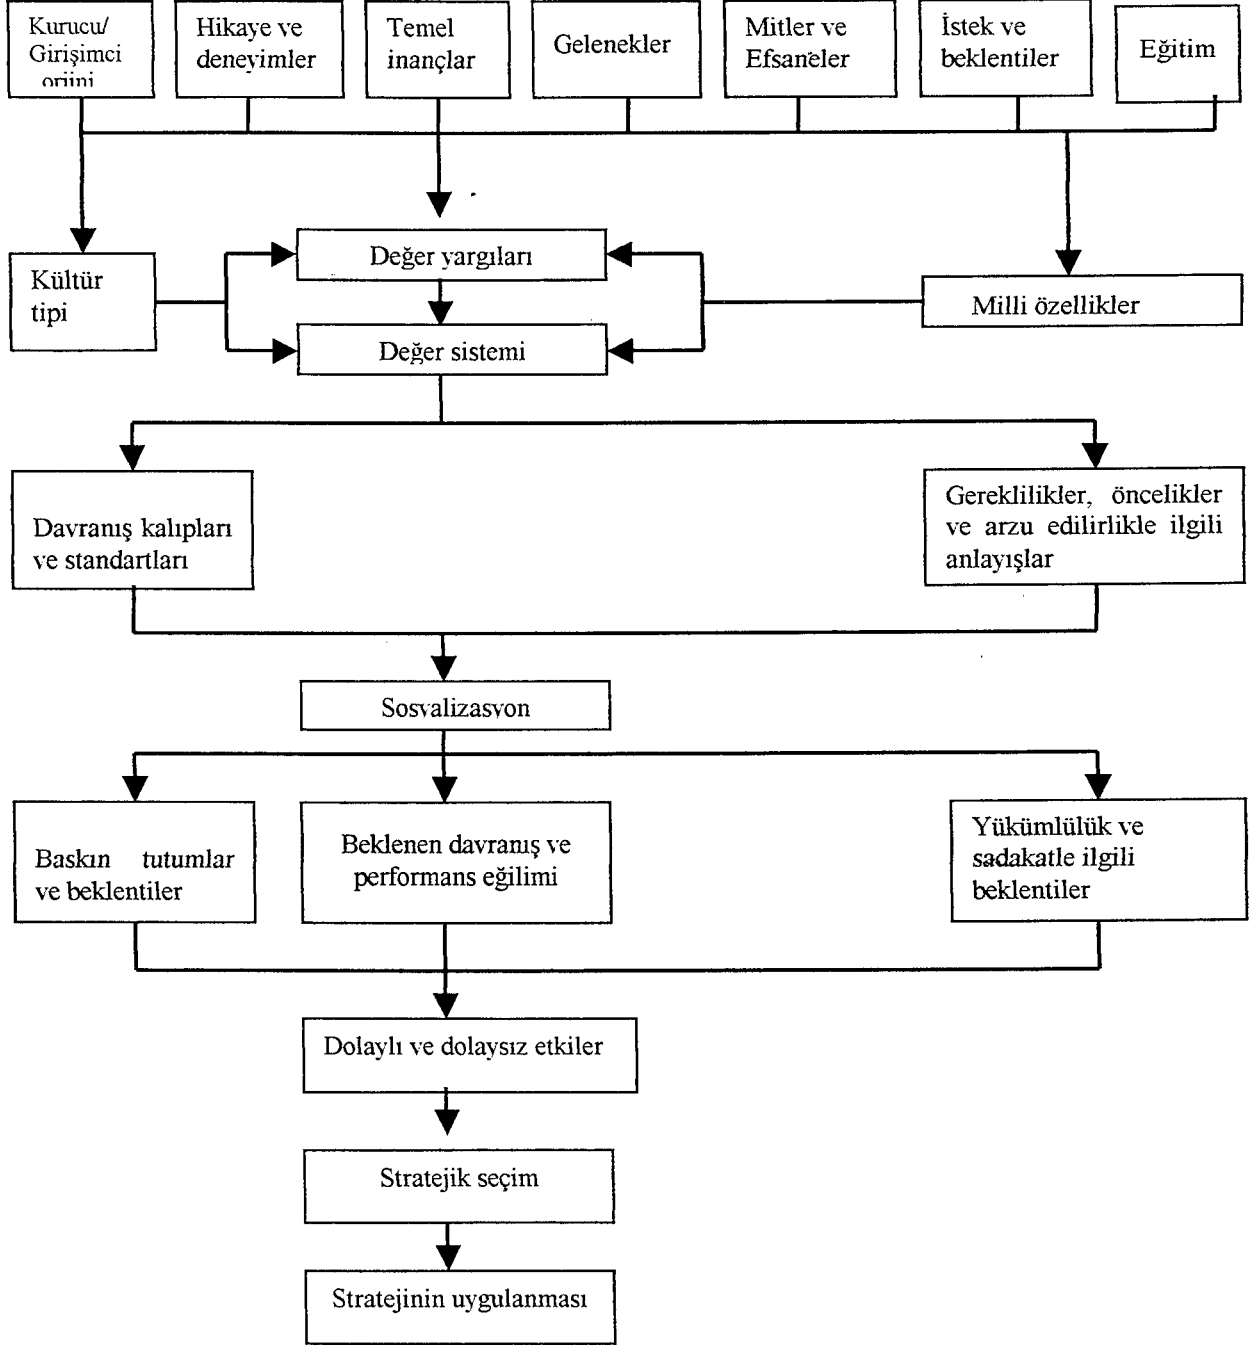 Kurucu/
Girişimci
orijini
Hikaye ve
deneyimler
Temel
inançlar
Gelenekler
Mitler ve
Efsaneler
İstek ve
beklentiler
Eğitim
Kültür
tipi
Değer yargıları
Değer sistemi
Milli özellikler
Davranış kalıpları
ve standartları
Gereklilikler, öncelikler
ve arzu edilirlikle ilgili
anlayışlar
Sosyalizasyon
Baskın tutumlar
ve beklentiler
Beklenen davranış ve
performans eğilimi
Yükümlülük ve
sadakatle ilgili
beklentiler
Dolaylı ve dolaysız etkiler
Stratejik seçim
Stratejinin uygulanması